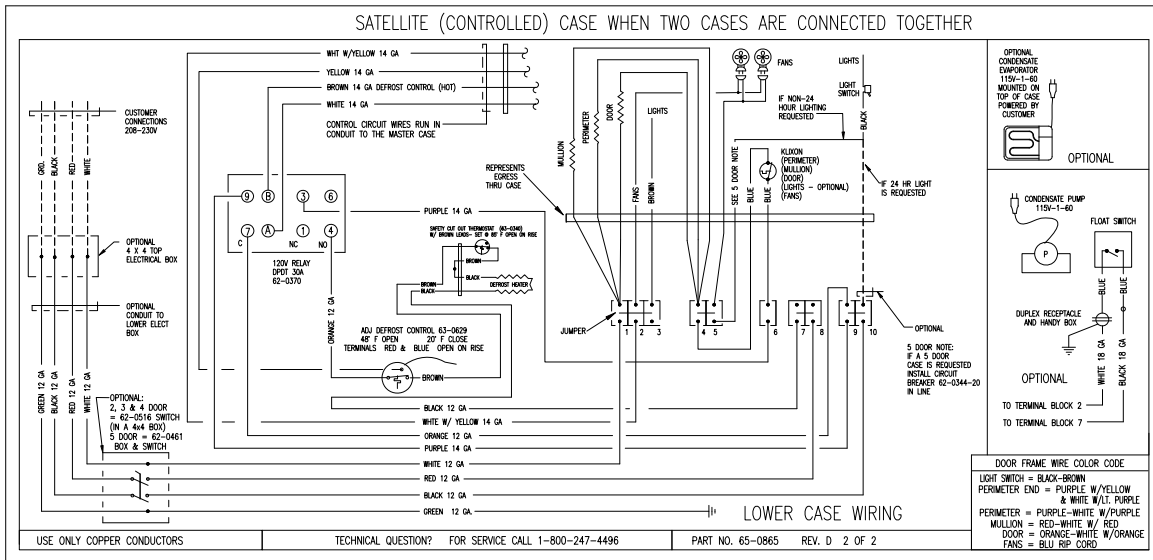 SATELLITE (CONTROLLED) CASE WHEN TWO CASES ARE CONNECTED TOGETHER
WHT W/YELLOW 14 GA
YELLOW 14 GA
BROWN 14 GA DEFROST CONTROL (HOT)
WHITE 14 GA
CONTROL CIRCUIT WIRES RUN IN
CONDUIT TO THE MASTER CASE
CUSTOMER
CONNECTIONS
208-230V
GRD.
BLACK
RED
WHITE
OPTIONAL
4 X 4 TOP
ELECTRICAL BOX
OPTIONAL
CONDUIT TO
LOWER ELECT
BOX
GREEN 12 GA
BLACK 12 GA
RED 12 GA
WHITE 12 GA
OPTIONAL:
2, 3 & 4 DOOR
= 62-0516 SWITCH
(IN A 4x4 BOX)
5 DOOR = 62-0461
BOX & SWITCH
9 B 3 6
7 A 1 4
C NC NO
120V RELAY
DPDT 30A
62-0370
ORANGE 12 GA
PURPLE 14 GA
SAFETY CUT OUT THERMOSTAT (63-0340)
W/ BROWN LEADS- SET @ 85° F OPEN ON RISE
BROWN
BLACK
DEFROST HEATER
BROWN
BLACK
ADJ DEFROST CONTROL 63-0629
48° F OPEN 20° F CLOSE
TERMINALS RED & BLUE OPEN ON RISE
BROWN
BLACK 12 GA
WHTE W/ YELLOW 14 GA
ORANGE 12 GA
PURPLE 14 GA
WHITE 12 GA
RED 12 GA
BLACK 12 GA
GREEN 12 GA.
REPRESENTS
EGRESS
THRU CASE
MULLION
PERIMETER
DOOR
LIGHTS
FANS
BROWN
FANS
LIGHTS
LIGHT
SWITCH
BLACK
IF NON-24
HOUR LIGHTING
REQUESTED
SEE 5 DOOR NOTE
BLUE
BLUE
KLIXON
(PERIMETER)
(MULLION)
(DOOR)
(LIGHTS - OPTIONAL)
(FANS)
IF 24 HR LIGHT
IS REQUESTED
JUMPER
1 2 3 4 5 6 7 8 9 10
OPTIONAL
5 DOOR NOTE:
IF A 5 DOOR
CASE IS REQUESTED
INSTALL CIRCUIT
BREAKER 62-0344-20
IN LINE
LOWER CASE WIRING
OPTIONAL
CONDENSATE
EVAPORATOR
115V-1-60
MOUNTED ON
TOP OF CASE
POWERED BY
CUSTOMER
OPTIONAL
CONDENSATE PUMP
115V-1-60
FLOAT SWITCH
P
BLUE
BLUE
DUPLEX RECEPTACLE
AND HANDY BOX
OPTIONAL
WHITE 18 GA
BLACK 18 GA
TO TERMINAL BLOCK 2
TO TERMINAL BLOCK 7
DOOR FRAME WIRE COLOR CODE
LIGHT SWITCH = BLACK-BROWN
PERIMETER END = PURPLE W/YELLOW
& WHITE W/LT. PURPLE
PERIMETER = PURPLE-WHITE W/PURPLE
MULLION = RED-WHITE W/ RED
DOOR = ORANGE-WHITE W/ORANGE
FANS = BLU RIP CORD
USE ONLY COPPER CONDUCTORS
TECHNICAL QUESTION? FOR SERVICE CALL 1-800-247-4496
PART NO. 65-0865 REV. D 2 OF 2